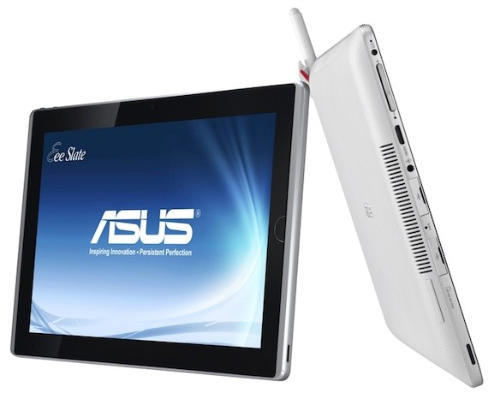 Eee Slate
ASUS®
Inspiring Innovation • Persistent Perfection